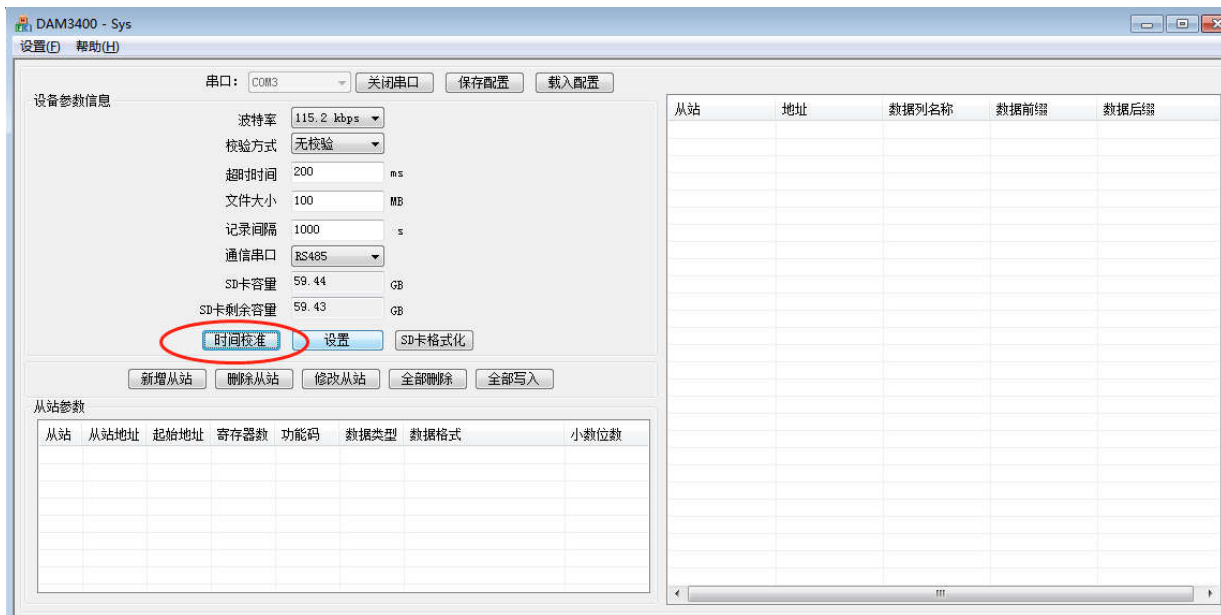 DAM3400 - Sys
设置(F) 帮助(H)
串口： COM3 关闭串口 保存配置 载入配置
设备参数信息
波特率 115.2 kbps
校验方式 无校验
超时时间 200 ms
文件大小 100 MB
记录间隔 1000 s
通信串口 RS485
SD卡容量 59.44 GB
SD卡剩余容量 59.43 GB
时间校准 设置 SD卡格式化
新增从站 删除从站 修改从站 全部删除 全部写入
从站参数
从站 从站地址 起始地址 寄存器数 功能码 数据类型 数据格式 小数位数
从站 地址 数据列名称 数据前缀 数据后缀